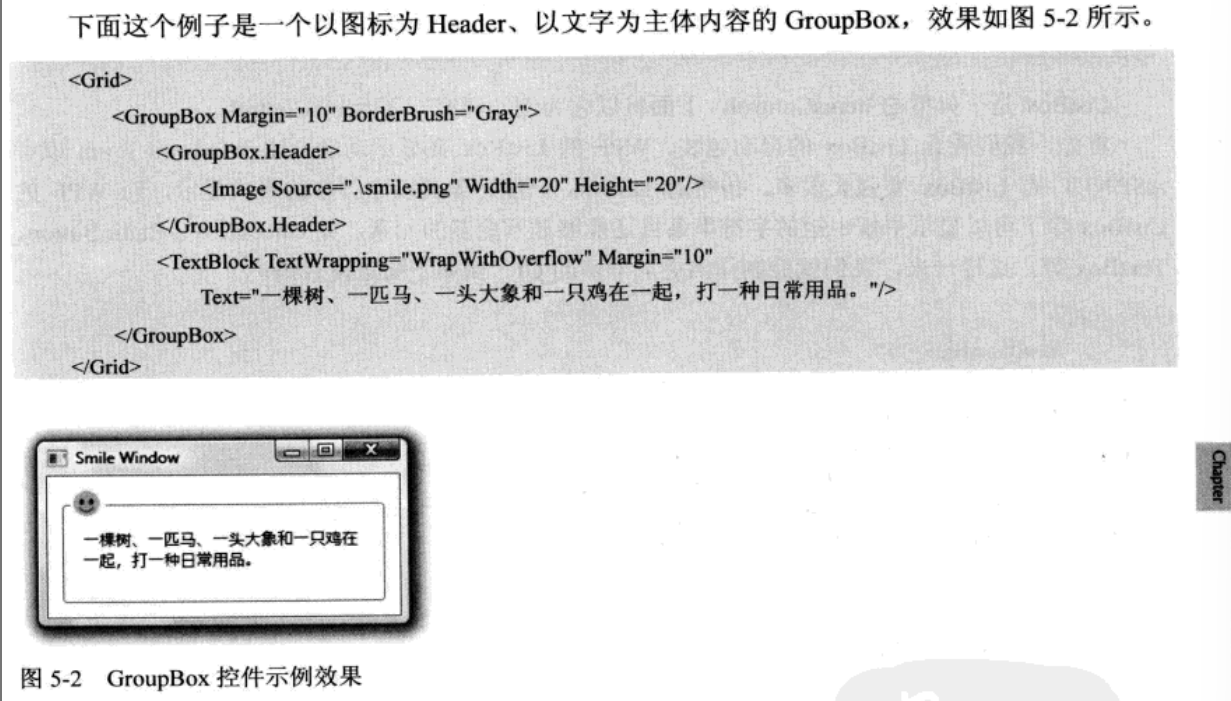 下面这个例子是一个以图标为 Header、以文字为主体内容的 GroupBox，效果如图 5-2 所示。
<Grid>
<GroupBox Margin="10" BorderBrush="Gray">
<GroupBox.Header>
<Image Source=".\smile.png" Width="20" Height="20"/>
</GroupBox.Header>
<TextBlock TextWrapping="WrapWithOverflow" Margin="10"
Text="一棵树、一匹马、一头大象和一只鸡在一起，打一种日常用品。"/>
</GroupBox>
</Grid>
Smile Window
一棵树、一匹马、一头大象和一只鸡在
一起，打一种日常用品。
Chapter
图 5-2 GroupBox 控件示例效果